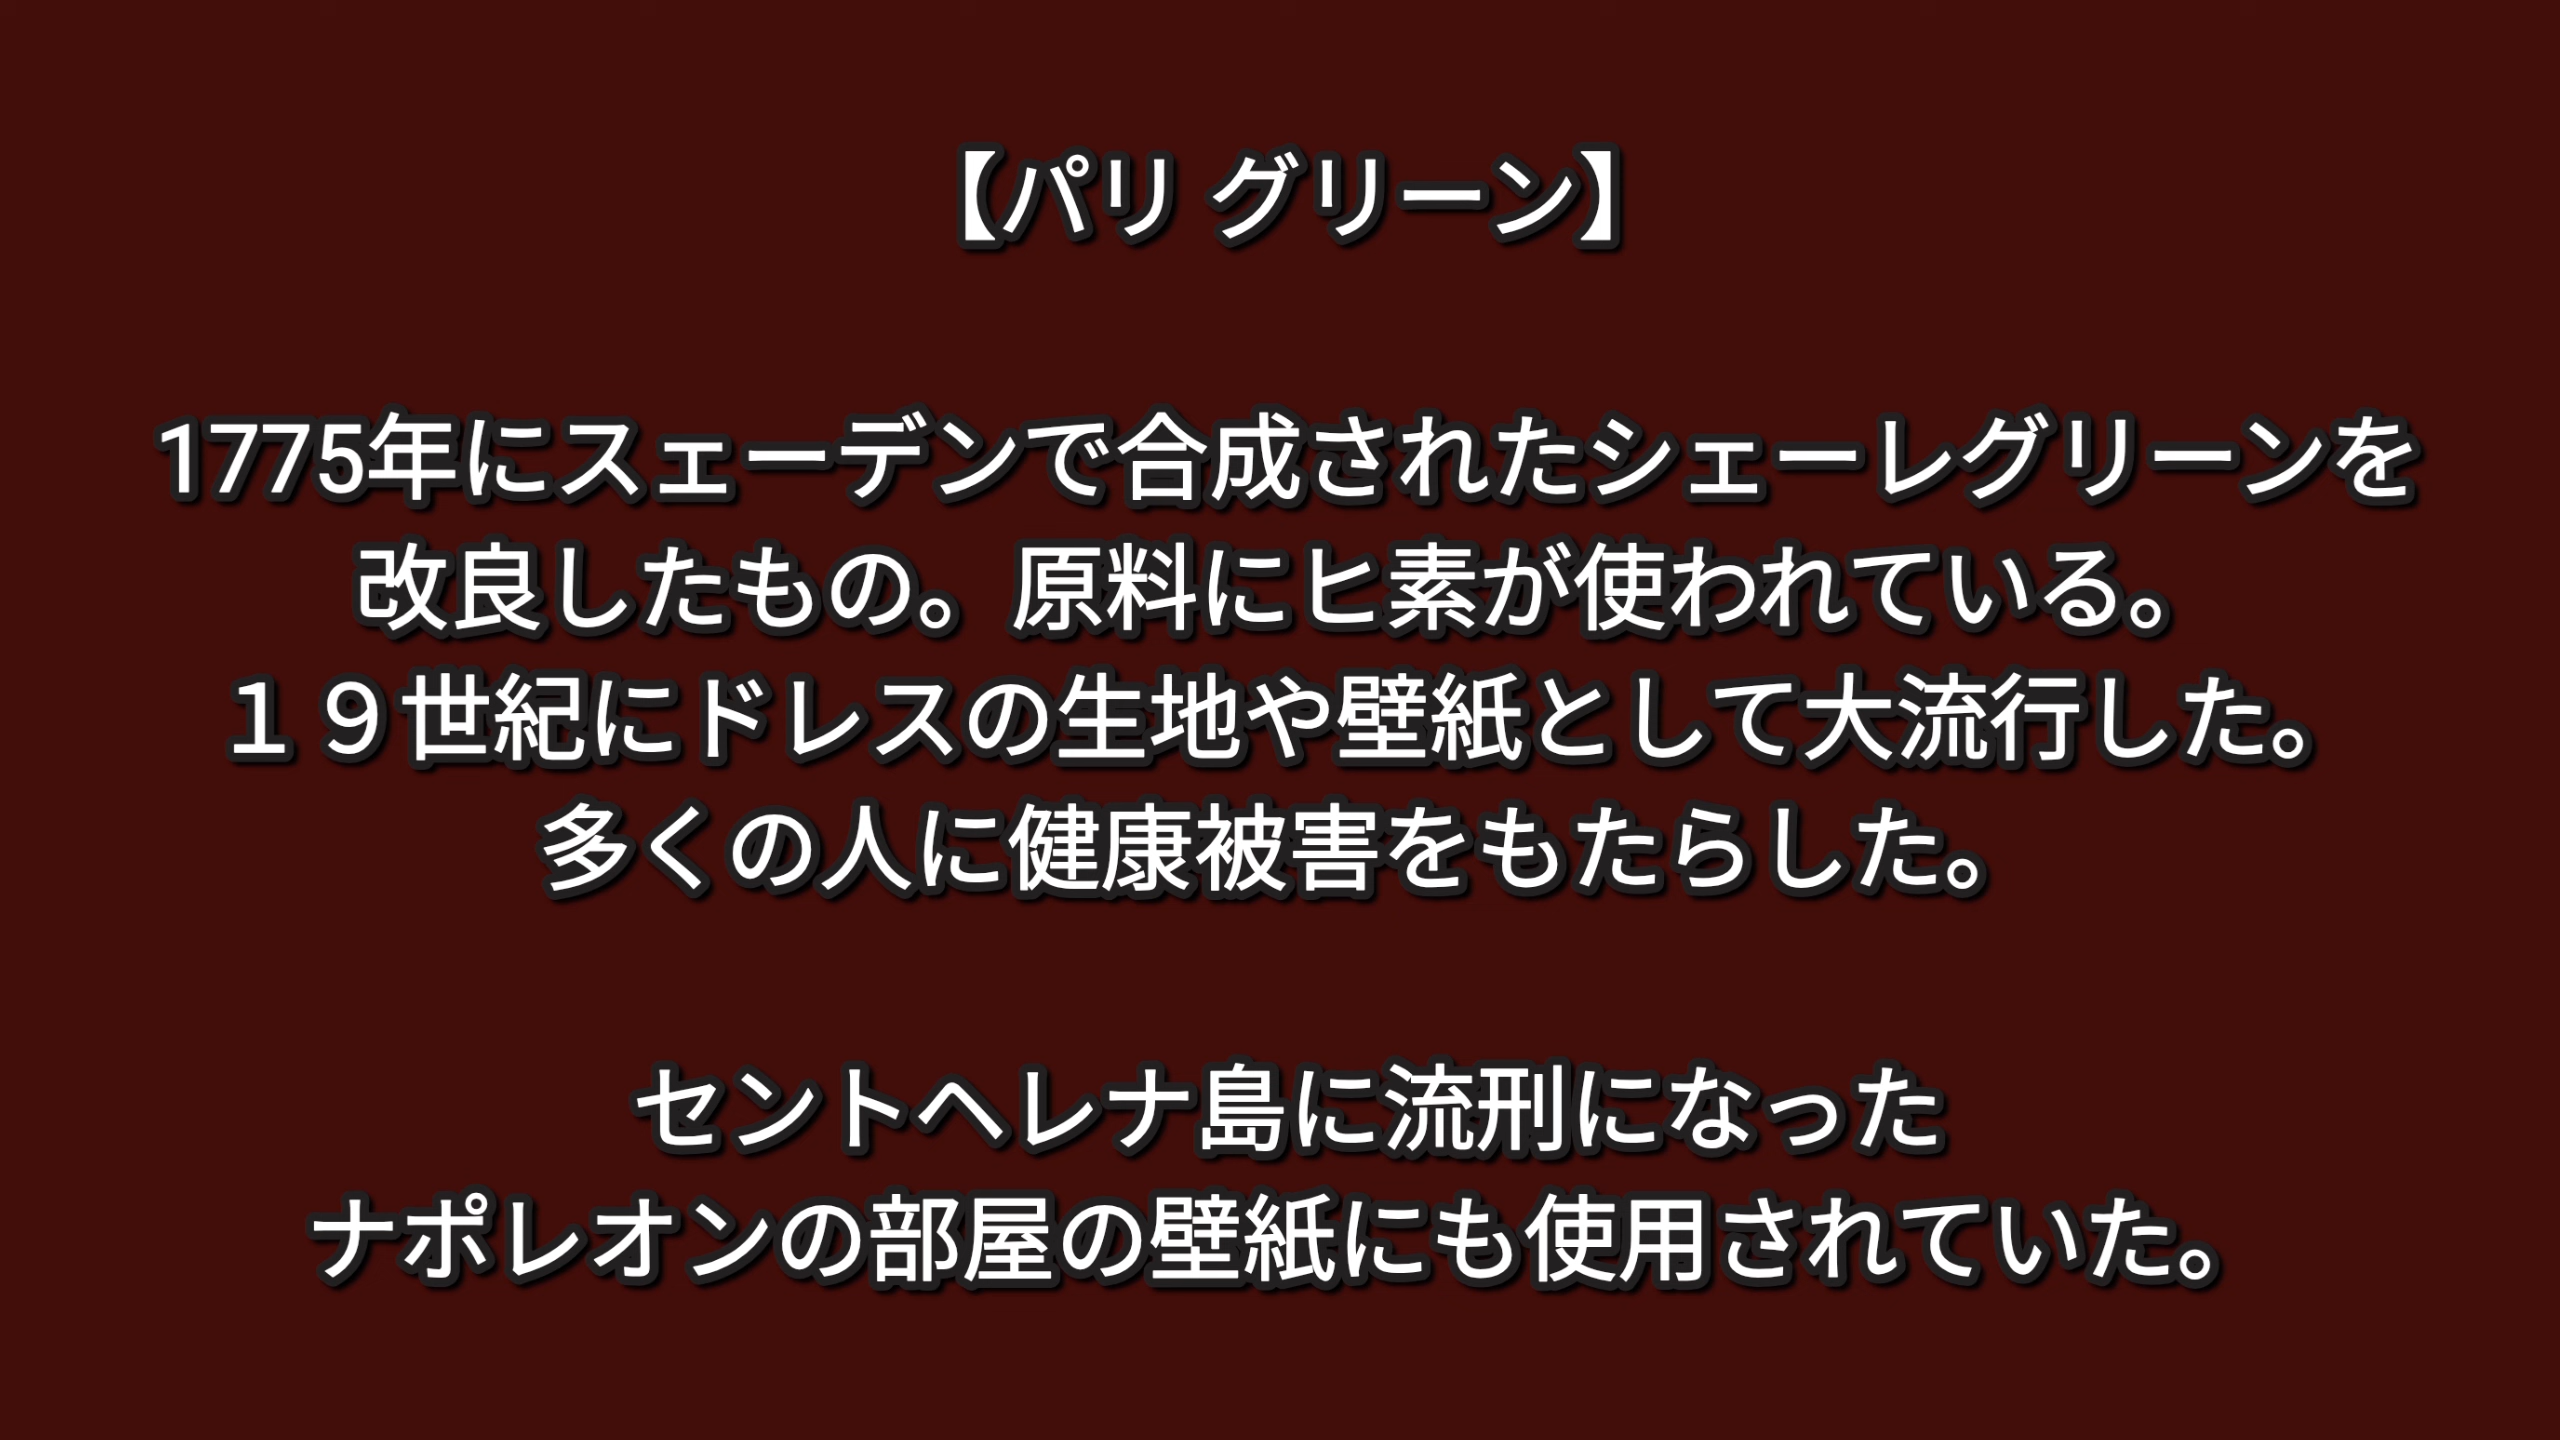 【パリ グリーン】
1775年にスェーデンで合成されたシェーレグリーンを
改良したもの。原料にヒ素が使われている。
１９世紀にドレスの生地や壁紙として大流行した。
多くの人に健康被害をもたらした。
セントヘレナ島に流刑になった
ナポレオンの部屋の壁紙にも使用されていた。